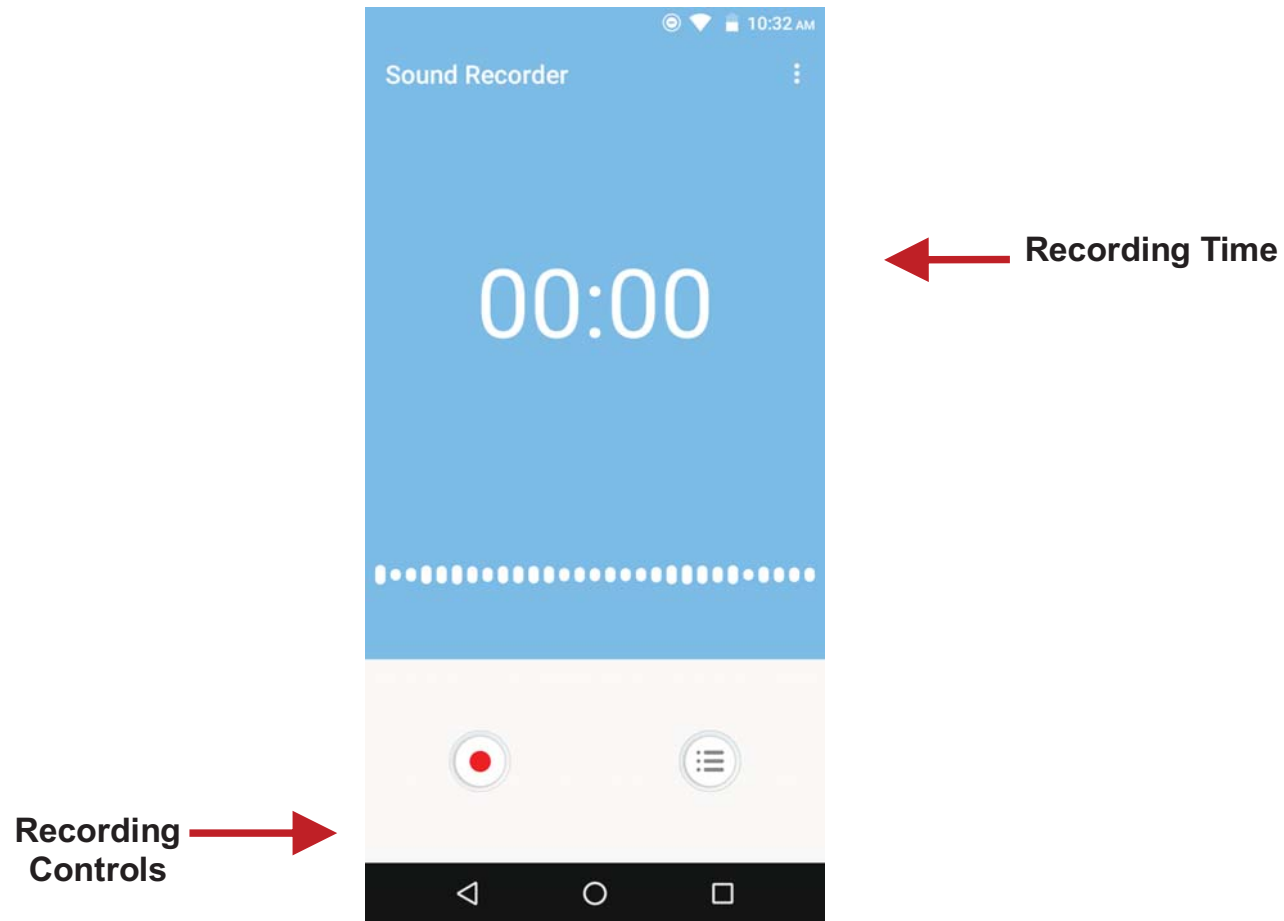 10:32 AM
Sound Recorder
Recording Time
00:00
Recording
Controls